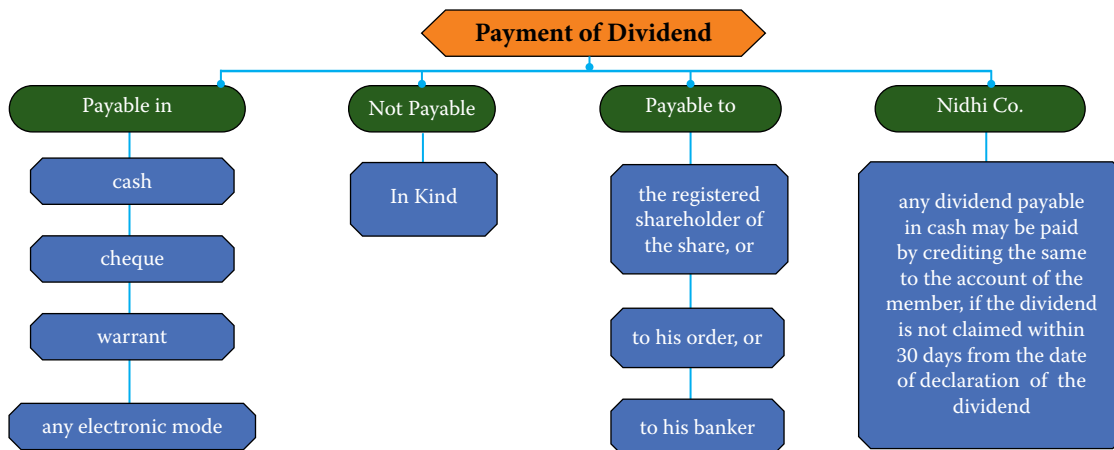 Payment of Dividend
Payable in
cash
cheque
warrant
any electronic mode
Not Payable
In Kind
Payable to
the registered
shareholder of
the share, or
to his order, or
to his banker
Nidhi Co.
any dividend payable
in cash may be paid
by crediting the same
to the account of the
member, if the dividend
is not claimed within
30 days from the date
of declaration of the
dividend